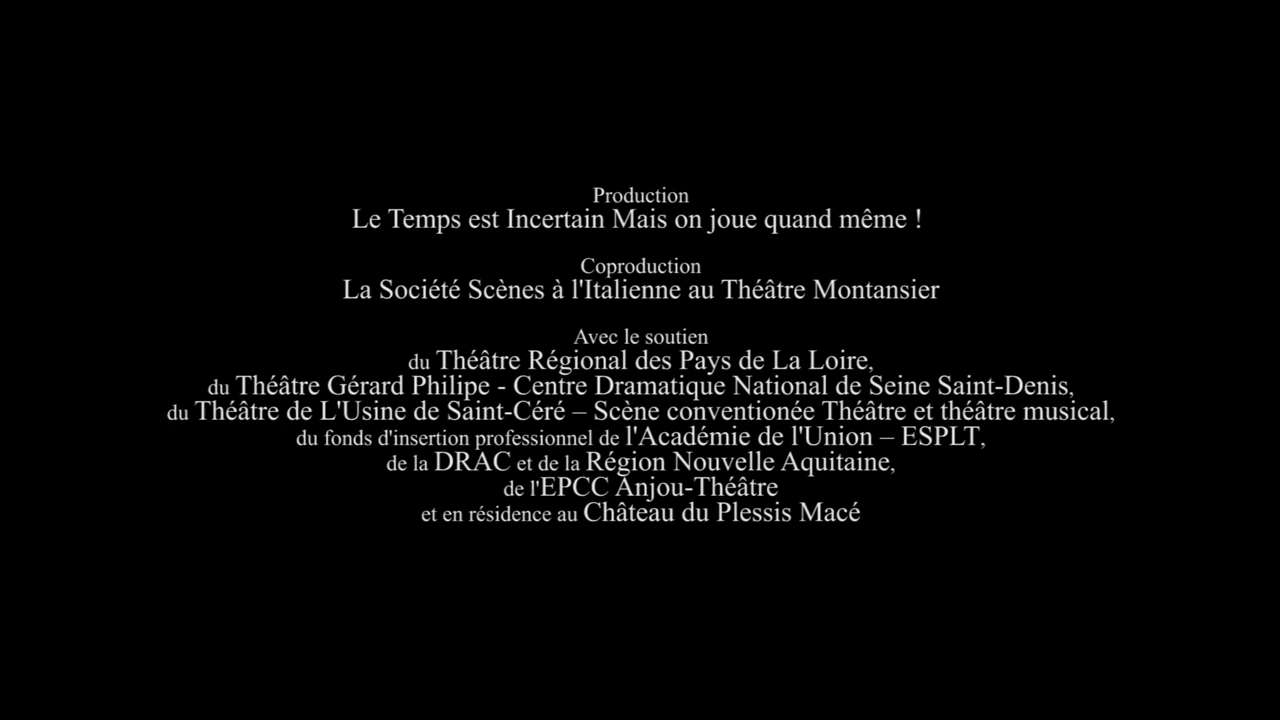 Production
Le Temps est Incertain Mais on joue quand même !
Coproduction
La Société Scènes à l'Italienne au Théâtre Montansier
Avec le soutien
du Théâtre Régional des Pays de La Loire,
du Théâtre Gérard Philipe - Centre Dramatique National de Seine Saint-Denis,
du Théâtre de L'Usine de Saint-Céré – Scène conventionée Théâtre et théâtre musical,
du fonds d'insertion professionnel de l'Académie de l'Union – ESPLT,
de la DRAC et de la Région Nouvelle Aquitaine,
de l'EPCC Anjou-Théâtre
et en résidence au Château du Plessis Macé